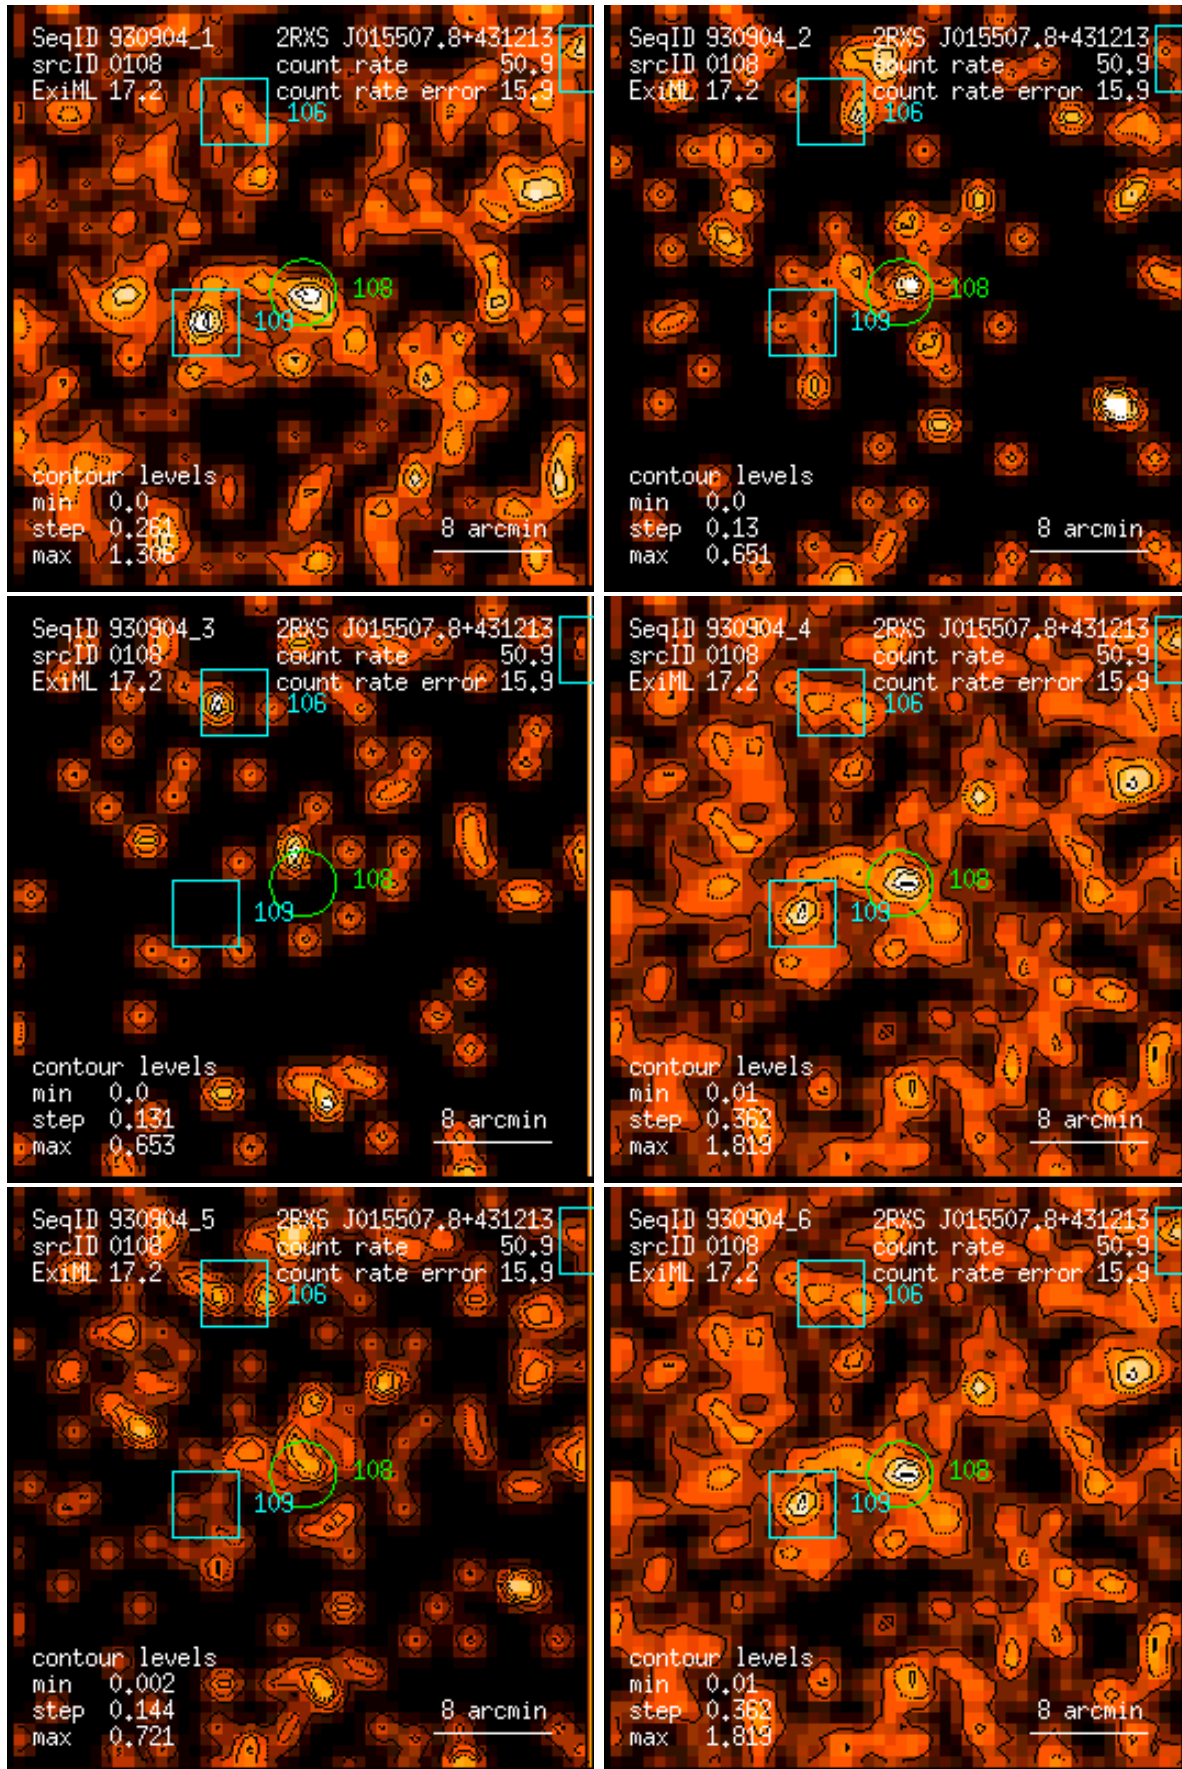 SeqID 930904_1 2RXS J015507.8+431213
srcID 0108 count rate 50.9
ExiML 17.2 count rate error 15.9
106
108
109
contour levels
min 0.0
step 0.261
max 1.306
8 arcmin
SeqID 930904_2 2RXS J015507.8+431213
srcID 0108 count rate 50.9
ExiML 17.2 count rate error 15.9
106
108
109
contour levels
min 0.0
step 0.13
max 0.651
8 arcmin
SeqID 930904_3 2RXS J015507.8+431213
srcID 0108 count rate 50.9
ExiML 17.2 count rate error 15.9
106
108
109
contour levels
min 0.0
step 0.131
max 0.653
8 arcmin
SeqID 930904_4 2RXS J015507.8+431213
srcID 0108 count rate 50.9
ExiML 17.2 count rate error 15.9
106
108
109
contour levels
min 0.01
step 0.362
max 1.819
8 arcmin
SeqID 930904_5 2RXS J015507.8+431213
srcID 0108 count rate 50.9
ExiML 17.2 count rate error 15.9
106
108
109
contour levels
min 0.002
step 0.144
max 0.721
8 arcmin
SeqID 930904_6 2RXS J015507.8+431213
srcID 0108 count rate 50.9
ExiML 17.2 count rate error 15.9
106
108
109
contour levels
min 0.01
step 0.362
max 1.819
8 arcmin